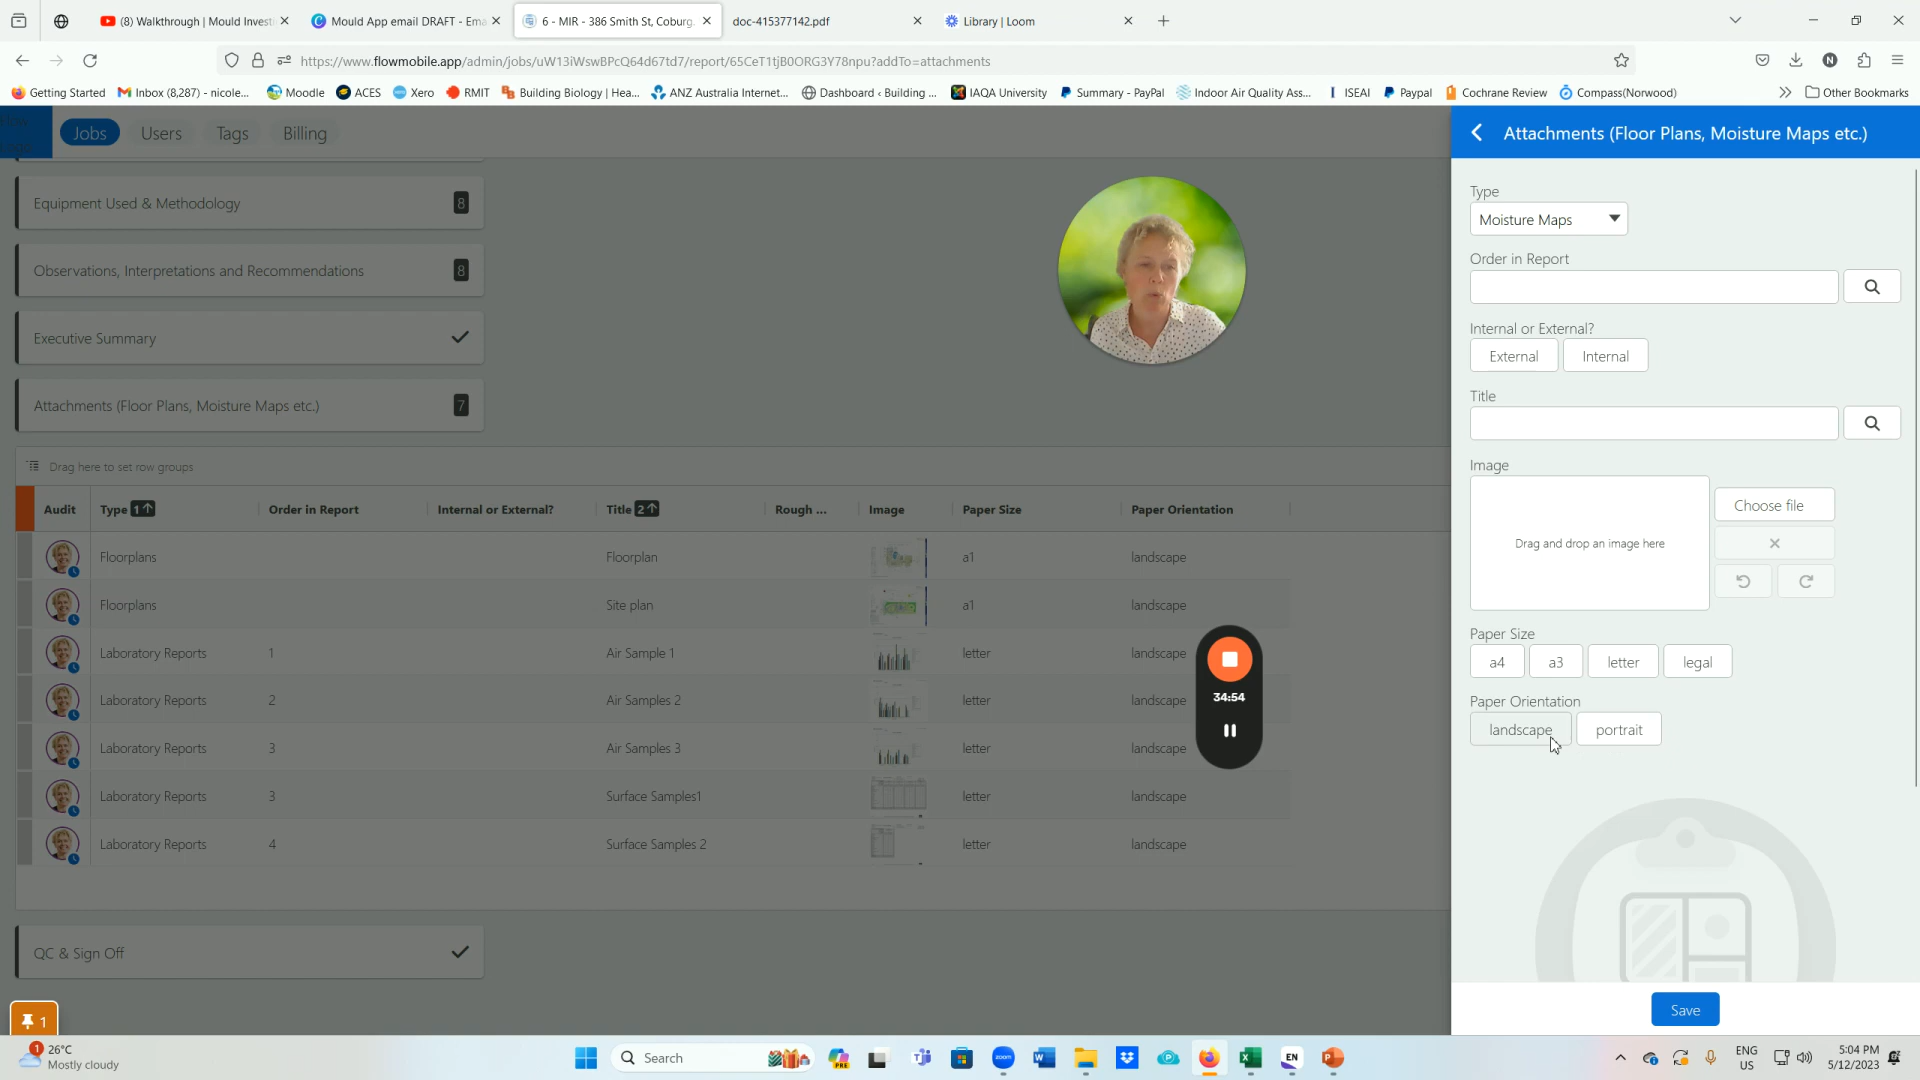 (8) Walkthrough | Mould Investi
Mould App email DRAFT - Ema
6 - MIR - 386 Smith St, Coburg,
doc-415377142.pdf
Library | Loom
https://www.flowmobile.app/admin/jobs/uW13iWswBPcQ64d67td7/report/65CeT1tjB0ORG3Y78npu?addTo=attachments
N
Getting Started
Inbox (8,287) - nicole...
Moodle
ACES
Xero
RMIT
Building Biology | Hea...
ANZ Australia Internet...
Dashboard ‹ Building ...
IAQA University
Summary - PayPal
Indoor Air Quality Ass...
ISEAI
Paypal
Cochrane Review
Compass(Norwood)
Other Bookmarks
Jobs
Users
Tags
Billing
Attachments (Floor Plans, Moisture Maps etc.)
Equipment Used & Methodology 8
Observations, Interpretations and Recommendations 8
Executive Summary
Attachments (Floor Plans, Moisture Maps etc.) 7
Drag here to set row groups
Audit Type 1 Order in Report Internal or External? Title 2 Rough ... Image Paper Size Paper Orientation
Floorplans Floorplan a1 landscape
Floorplans Site plan a1 landscape
Laboratory Reports 1 Air Sample 1 letter landscape
Laboratory Reports 2 Air Samples 2 letter landscape
Laboratory Reports 3 Air Samples 3 letter landscape
Laboratory Reports 3 Surface Samples1 letter landscape
Laboratory Reports 4 Surface Samples 2 letter landscape
QC & Sign Off
1
34:54
Type
Moisture Maps
Order in Report
Internal or External?
External Internal
Title
Image
Drag and drop an image here
Choose file
Paper Size
a4 a3 letter legal
Paper Orientation
landscape portrait
Save
1
26°C
Mostly cloudy
Search
PRE
zoom
EN
ENG
US
5:04 PM
5/12/2023